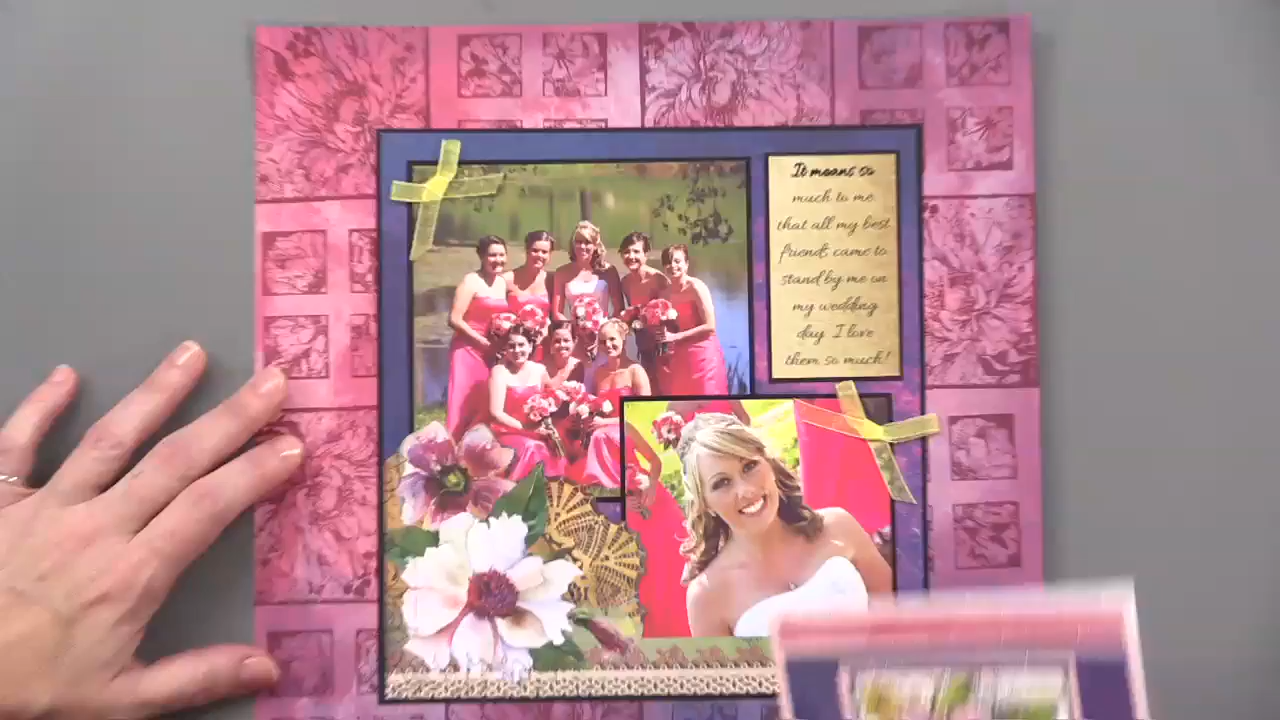 It means so
much to me
that all my best
friends came to
stand by me on
my wedding
day. I love
them so much!